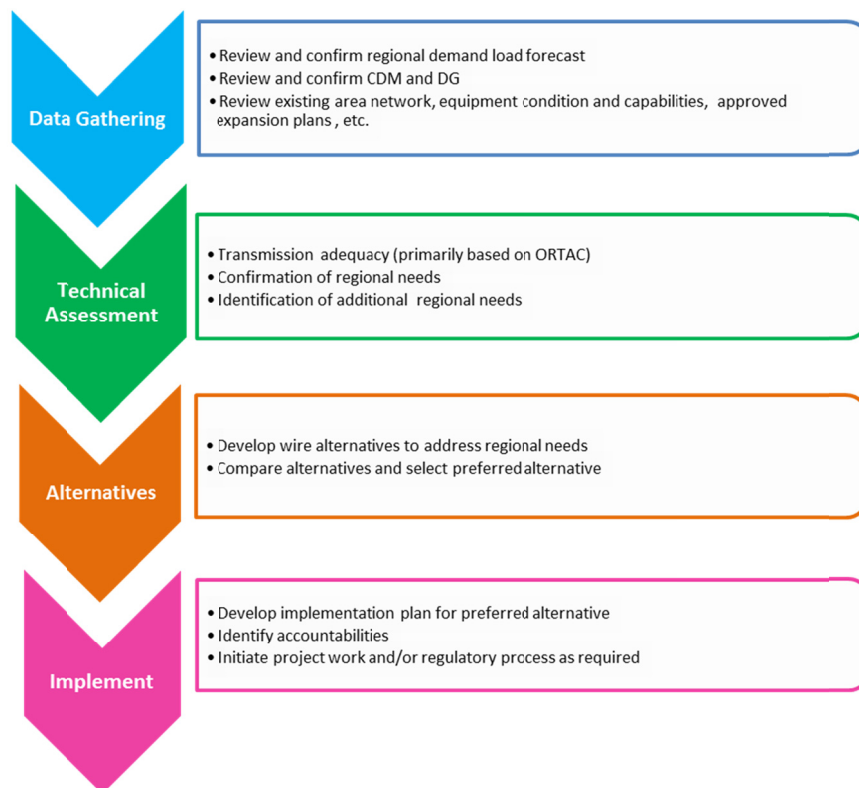 Data Gathering
• Review and confirm regional demand load forecast
• Review and confirm CDM and DG
• Review existing area network, equipment condition and capabilities, approved
expansion plans , etc.
Technical
Assessment
• Transmission adequacy (primarily based on ORTAC)
• Confirmation of regional needs
• Identification of additional regional needs
Alternatives
• Develop wire alternatives to address regional needs
• Compare alternatives and select preferred alternative
Implement
• Develop implementation plan for preferred alternative
• Identify accountabilities
• Initiate project work and/or regulatory process as required